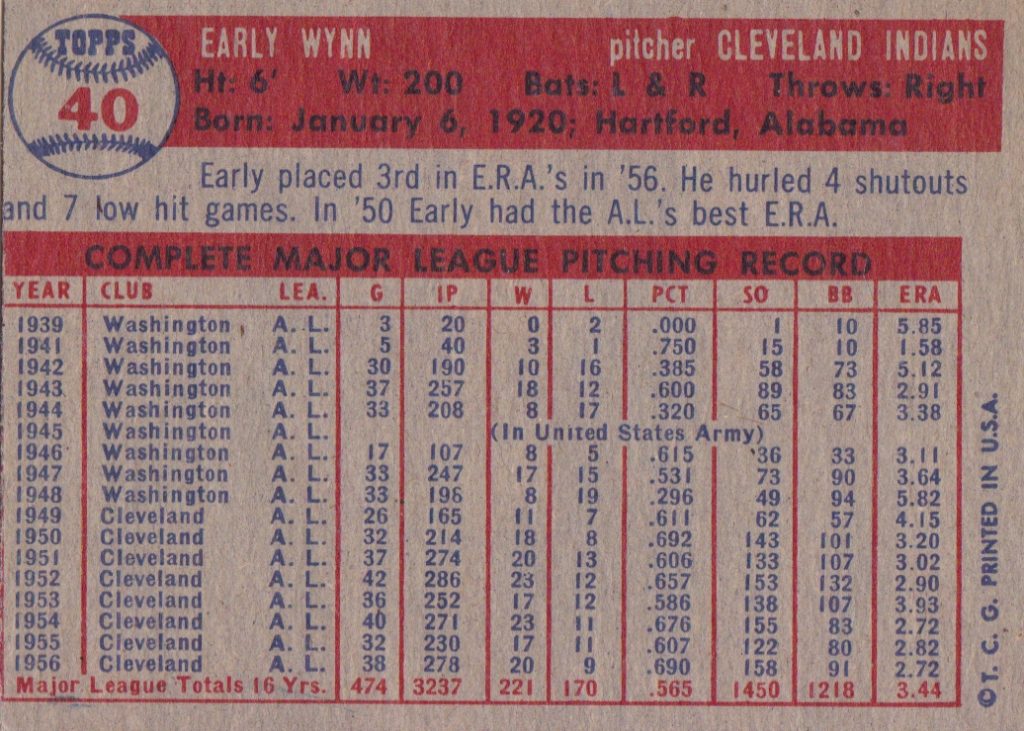 TOPPS
40
EARLY WYNN pitcher CLEVELAND INDIANS
Ht: 6' Wt: 200 Bats: L & R Throws: Right
Born: January 6, 1920; Hartford, Alabama
Early placed 3rd in E.R.A.'s in '56. He hurled 4 shutouts
and 7 low hit games. In '50 Early had the A.L.'s best E.R.A.
COMPLETE MAJOR LEAGUE PITCHING RECORD
YEAR CLUB LEA. G IP W L PCT SO BB ERA
1939 Washington A. L. 3 20 0 2 .000 1 10 5.85
1941 Washington A. L. 5 40 3 1 .750 15 10 1.58
1942 Washington A. L. 30 190 10 16 .385 58 73 5.12
1943 Washington A. L. 37 257 18 12 .600 89 83 2.91
1944 Washington A. L. 33 208 8 17 .320 65 67 3.38
1945 Washington A. L. (In United States Army)
1946 Washington A. L. 17 107 8 5 .615 36 33 3.11
1947 Washington A. L. 33 247 17 15 .531 73 90 3.64
1948 Washington A. L. 33 198 8 19 .296 49 94 5.82
1949 Cleveland A. L. 26 165 11 7 .611 62 57 4.15
1950 Cleveland A. L. 32 214 18 8 .692 143 101 3.20
1951 Cleveland A. L. 37 274 20 13 .606 133 107 3.02
1952 Cleveland A. L. 42 286 23 12 .657 153 132 2.90
1953 Cleveland A. L. 36 252 17 12 .586 138 107 3.93
1954 Cleveland A. L. 40 271 23 11 .676 155 83 2.72
1955 Cleveland A. L. 32 230 17 11 .607 122 80 2.82
1956 Cleveland A. L. 38 278 20 9 .690 158 91 2.72
Major League Totals 16 Yrs. 474 3237 221 170 .565 1450 1218 3.44
©T. C. G. PRINTED IN U.S.A.